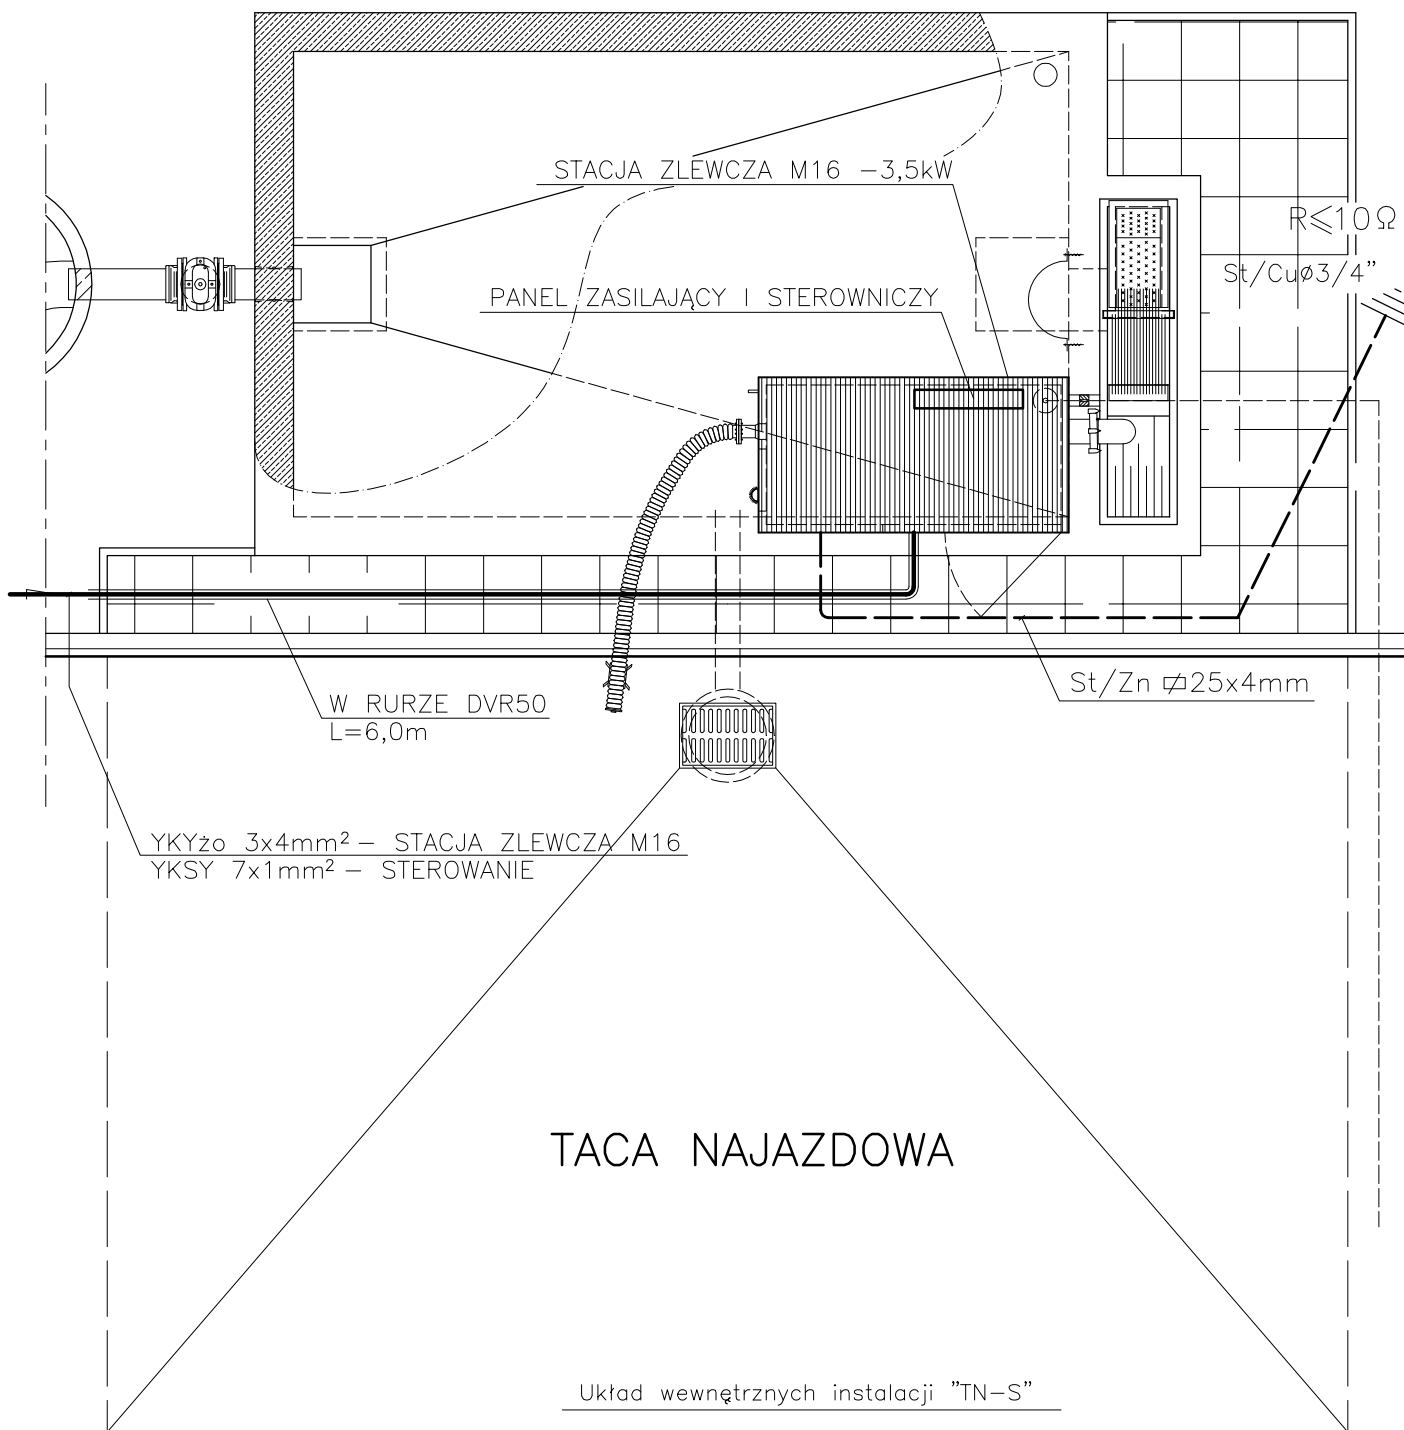 STACJA ZLEWCZA M16 –3,5kW
R⩽10Ω
St/Cuø3/4"
PANEL ZASILAJĄCY I STEROWNICZY
St/Zn ▱25x4mm
W RURZE DVR50
L=6,0m
YKYżo 3x4mm² – STACJA ZLEWCZA M16
YKSY 7x1mm² – STEROWANIE
TACA NAJAZDOWA
Układ wewnętrznych instalacji "TN–S"